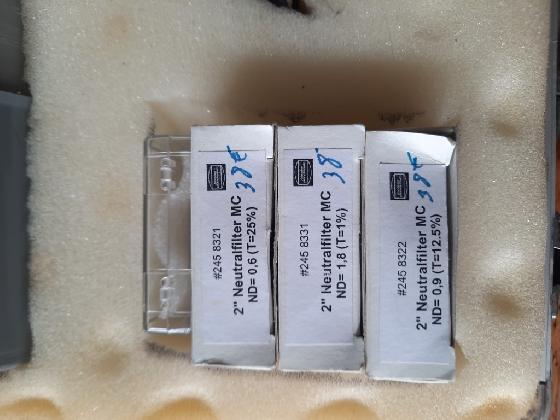 #245 8321
2" Neutralfilter MC
ND= 0,6 (T=25%)
38€
#245 8331
2" Neutralfilter MC
ND= 1,8 (T=1%)
38
#245 8322
2" Neutralfilter MC
ND= 0,9 (T=12.5%)
38€